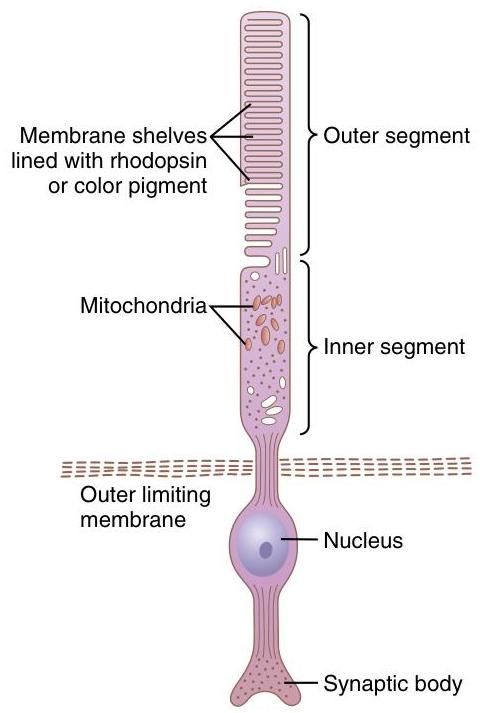 Outer segment
Membrane shelves
lined with rhodopsin
or color pigment
Mitochondria
Inner segment
Outer limiting
membrane
Nucleus
Synaptic body